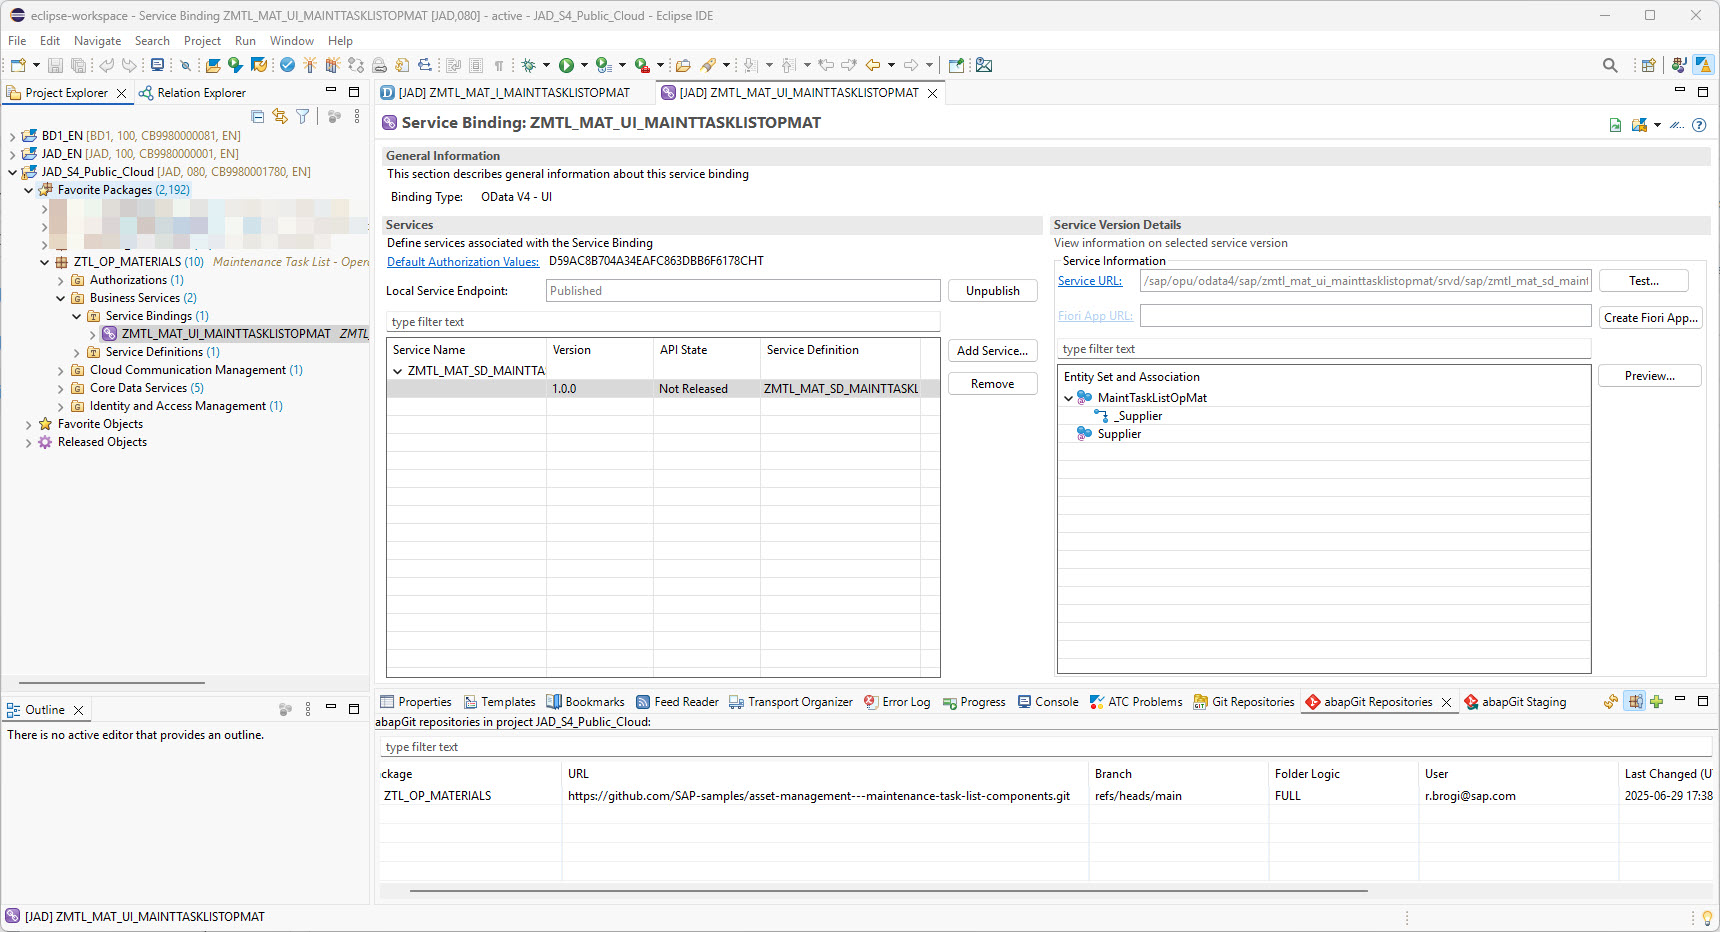 eclipse-workspace - Service Binding ZMTL_MAT_UI_MAINTTASKLISTOPMAT [JAD,080] - active - JAD_S4_Public_Cloud - Eclipse IDE
File Edit Navigate Search Project Run Window Help
Project Explorer
Relation Explorer
BD1_EN [BD1, 100, CB9980000081, EN]
JAD_EN [JAD, 100, CB9980000001, EN]
JAD_S4_Public_Cloud [JAD, 080, CB9980001780, EN]
Favorite Packages (2,192)
ZTL_OP_MATERIALS (10) Maintenance Task List - Oper
Authorizations (1)
Business Services (2)
Service Bindings (1)
ZMTL_MAT_UI_MAINTTASKLISTOPMAT ZMTL_
Service Definitions (1)
Cloud Communication Management (1)
Core Data Services (5)
Identity and Access Management (1)
Favorite Objects
Released Objects
Outline
There is no active editor that provides an outline.
[JAD] ZMTL_MAT_I_MAINTTASKLISTOPMAT
[JAD] ZMTL_MAT_UI_MAINTTASKLISTOPMAT
Service Binding: ZMTL_MAT_UI_MAINTTASKLISTOPMAT
General Information
This section describes general information about this service binding
Binding Type: OData V4 - UI
Services
Define services associated with the Service Binding
Default Authorization Values: D59AC8B704A34EAFC863DBB6F6178CHT
Local Service Endpoint: Published Unpublish
type filter text
Service Name Version API State Service Definition
ZMTL_MAT_SD_MAINTTA
1.0.0 Not Released ZMTL_MAT_SD_MAINTTASKL
Add Service...
Remove
Service Version Details
View information on selected service version
Service Information
Service URL: /sap/opu/odata4/sap/zmtl_mat_ui_mainttasklistopmat/srvd/sap/zmtl_mat_sd_maint Test...
Fiori App URL: Create Fiori App...
type filter text
Entity Set and Association
MaintTaskListOpMat
_Supplier
Supplier
Preview...
Properties Templates Bookmarks Feed Reader Transport Organizer Error Log Progress Console ATC Problems Git Repositories abapGit Repositories abapGit Staging
abapGit repositories in project JAD_S4_Public_Cloud:
type filter text
ckage URL Branch Folder Logic User Last Changed (U
ZTL_OP_MATERIALS https://github.com/SAP-samples/asset-management---maintenance-task-list-components.git refs/heads/main FULL r.brogi@sap.com 2025-06-29 17:38
[JAD] ZMTL_MAT_UI_MAINTTASKLISTOPMAT